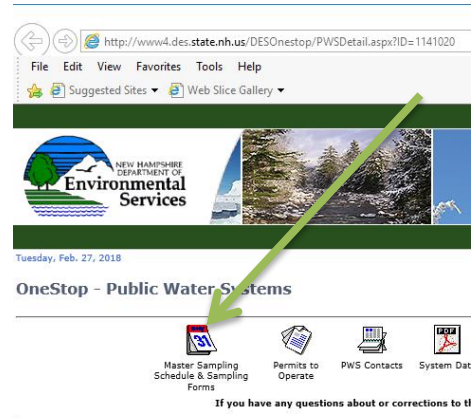 http://www4.des.state.nh.us/DESOnestop/PWSDetail.aspx?ID=1141020
File Edit View Favorites Tools Help
Suggested Sites Web Slice Gallery
NEW HAMPSHIRE
DEPARTMENT OF
Environmental
Services
Tuesday, Feb. 27, 2018
OneStop - Public Water Systems
31
PDF
Master Sampling Schedule & Sampling Forms
Permits to Operate
PWS Contacts
System Dat
If you have any questions about or corrections to th